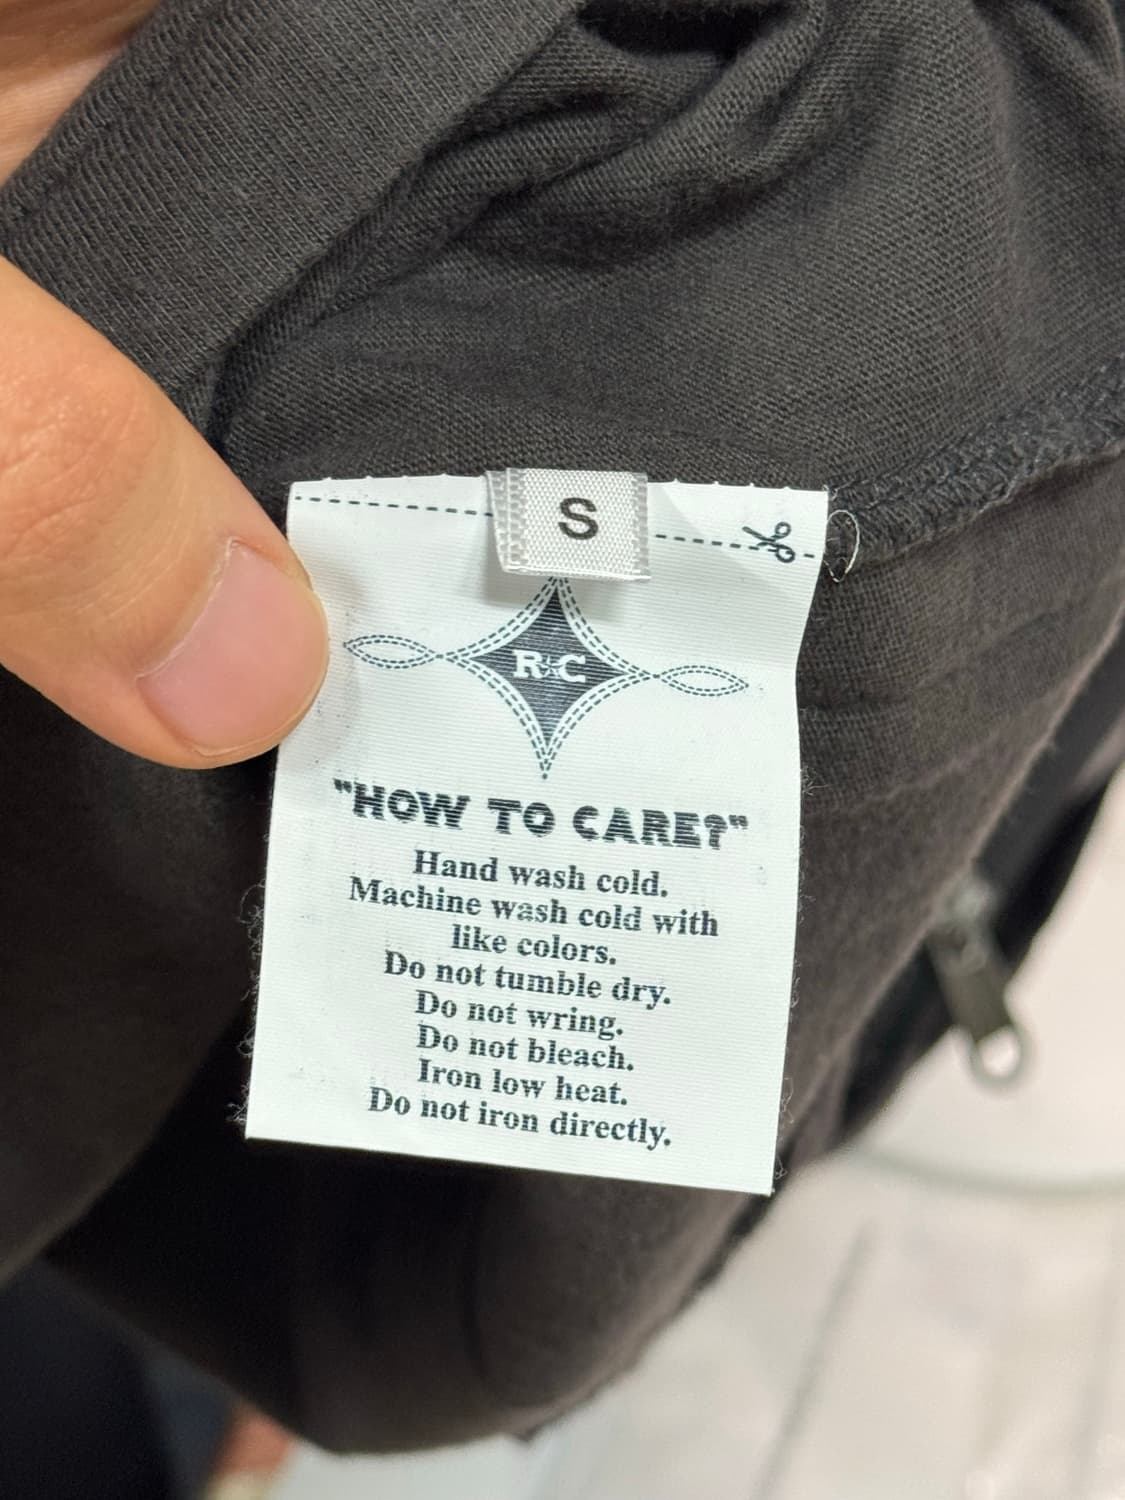 S
R C
"HOW TO CARE?"
Hand wash cold.
Machine wash cold with
like colors.
Do not tumble dry.
Do not wring.
Do not bleach.
Iron low heat.
Do not iron directly.